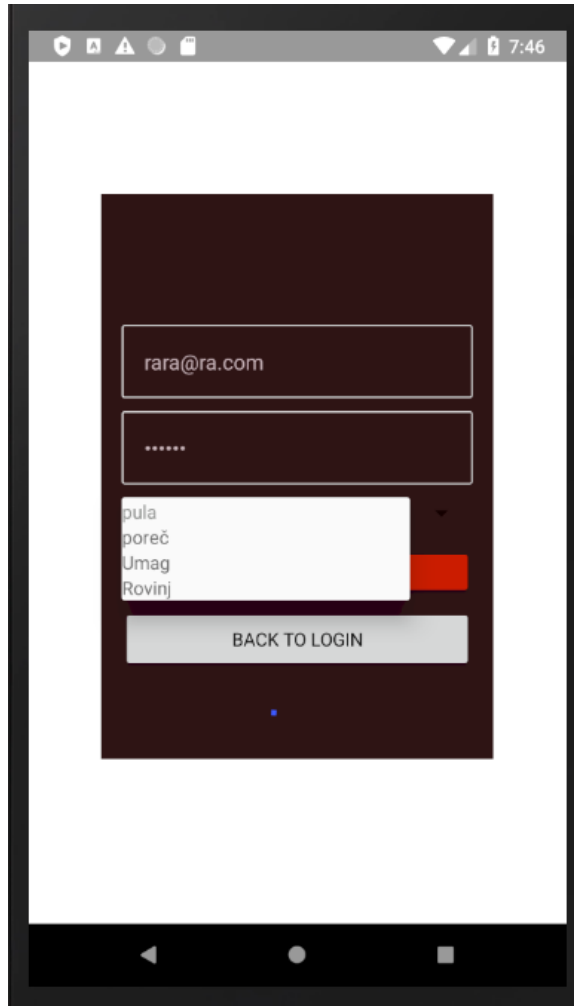 7:46
rara@ra.com
••••••
pula
poreč
Umag
Rovinj
BACK TO LOGIN